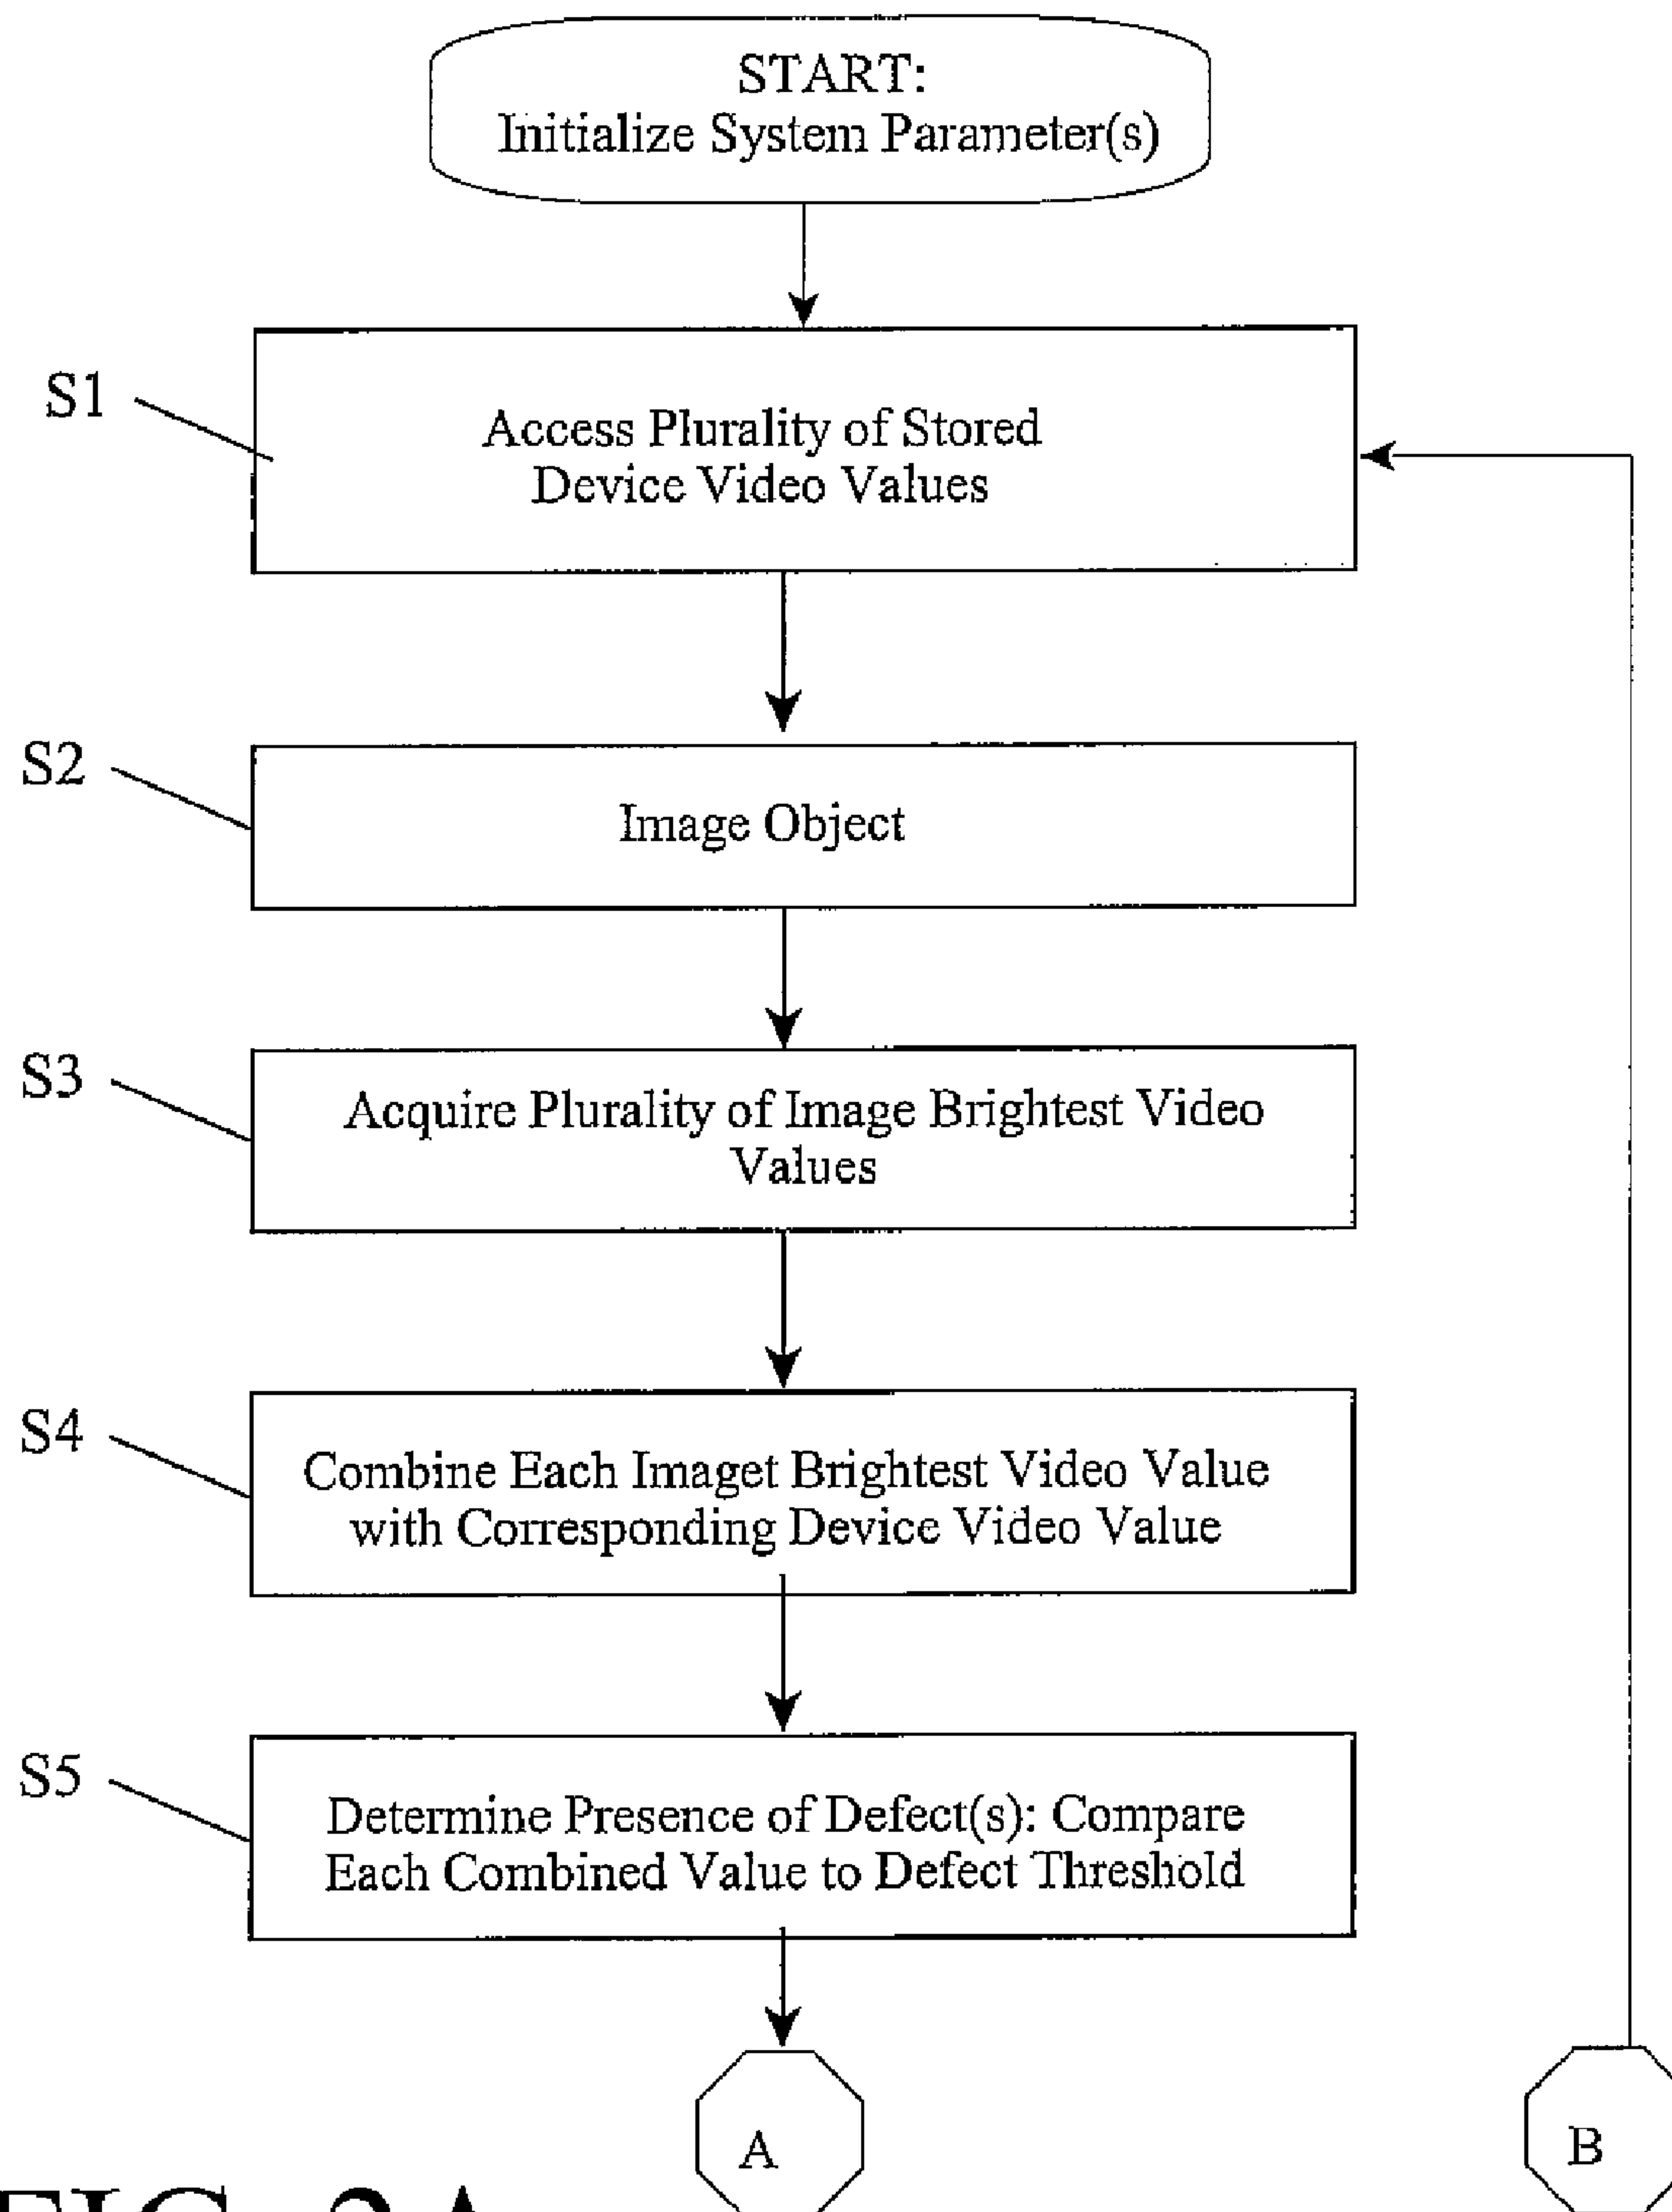 START:
Initialize System Parameter(s)
S1
Access Plurality of Stored
Device Video Values
S2
Image Object
S3
Acquire Plurality of Image Brightest Video
Values
S4
Combine Each Imaget Brightest Video Value
with Corresponding Device Video Value
S5
Determine Presence of Defect(s): Compare
Each Combined Value to Defect Threshold
A
B
FIG. 2A